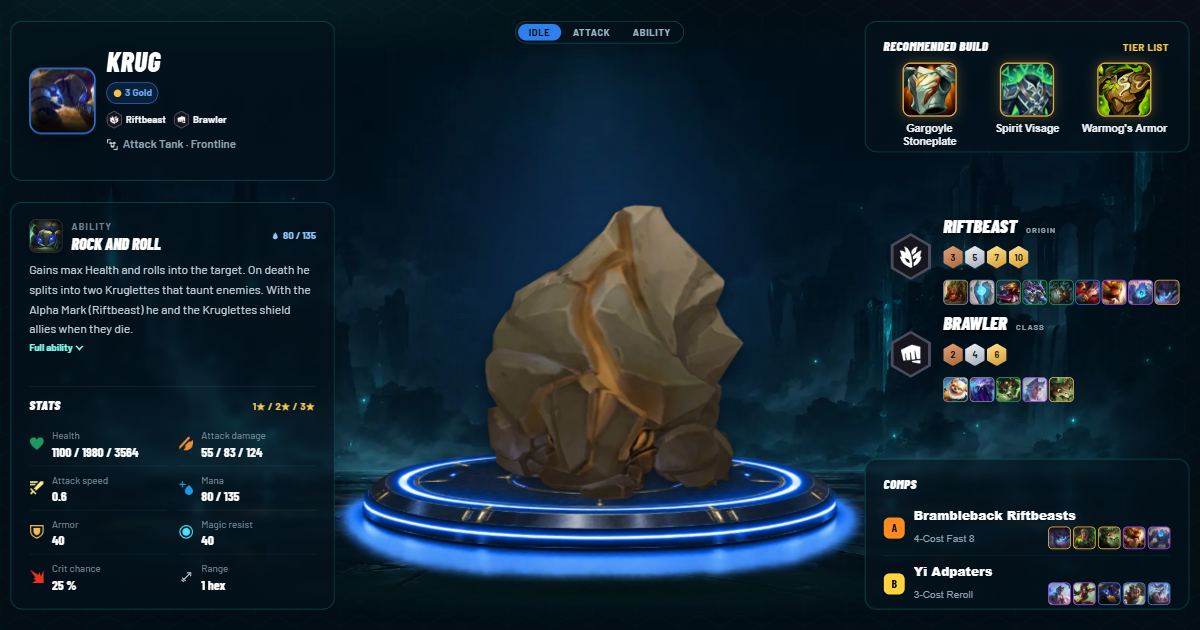 IDLE ATTACK ABILITY
KRUG
3 Gold
Riftbeast Brawler
Attack Tank · Frontline
ABILITY
ROCK AND ROLL
80 / 135
Gains max Health and rolls into the target. On death he
splits into two Kruglettes that taunt enemies. With the
Alpha Mark (Riftbeast) he and the Kruglettes shield
allies when they die.
Full ability
STATS
1★ / 2★ / 3★
Health
1100 / 1980 / 3564
Attack damage
55 / 83 / 124
Attack speed
0.6
Mana
80 / 135
Armor
40
Magic resist
40
Crit chance
25 %
Range
1 hex
RECOMMENDED BUILD
TIER LIST
Gargoyle
Stoneplate
Spirit Visage
Warmog's Armor
RIFTBEAST ORIGIN
3 5 7 10
BRAWLER CLASS
2 4 6
COMPS
A
Brambleback Riftbeasts
4-Cost Fast 8
B
Yi Adpaters
3-Cost Reroll